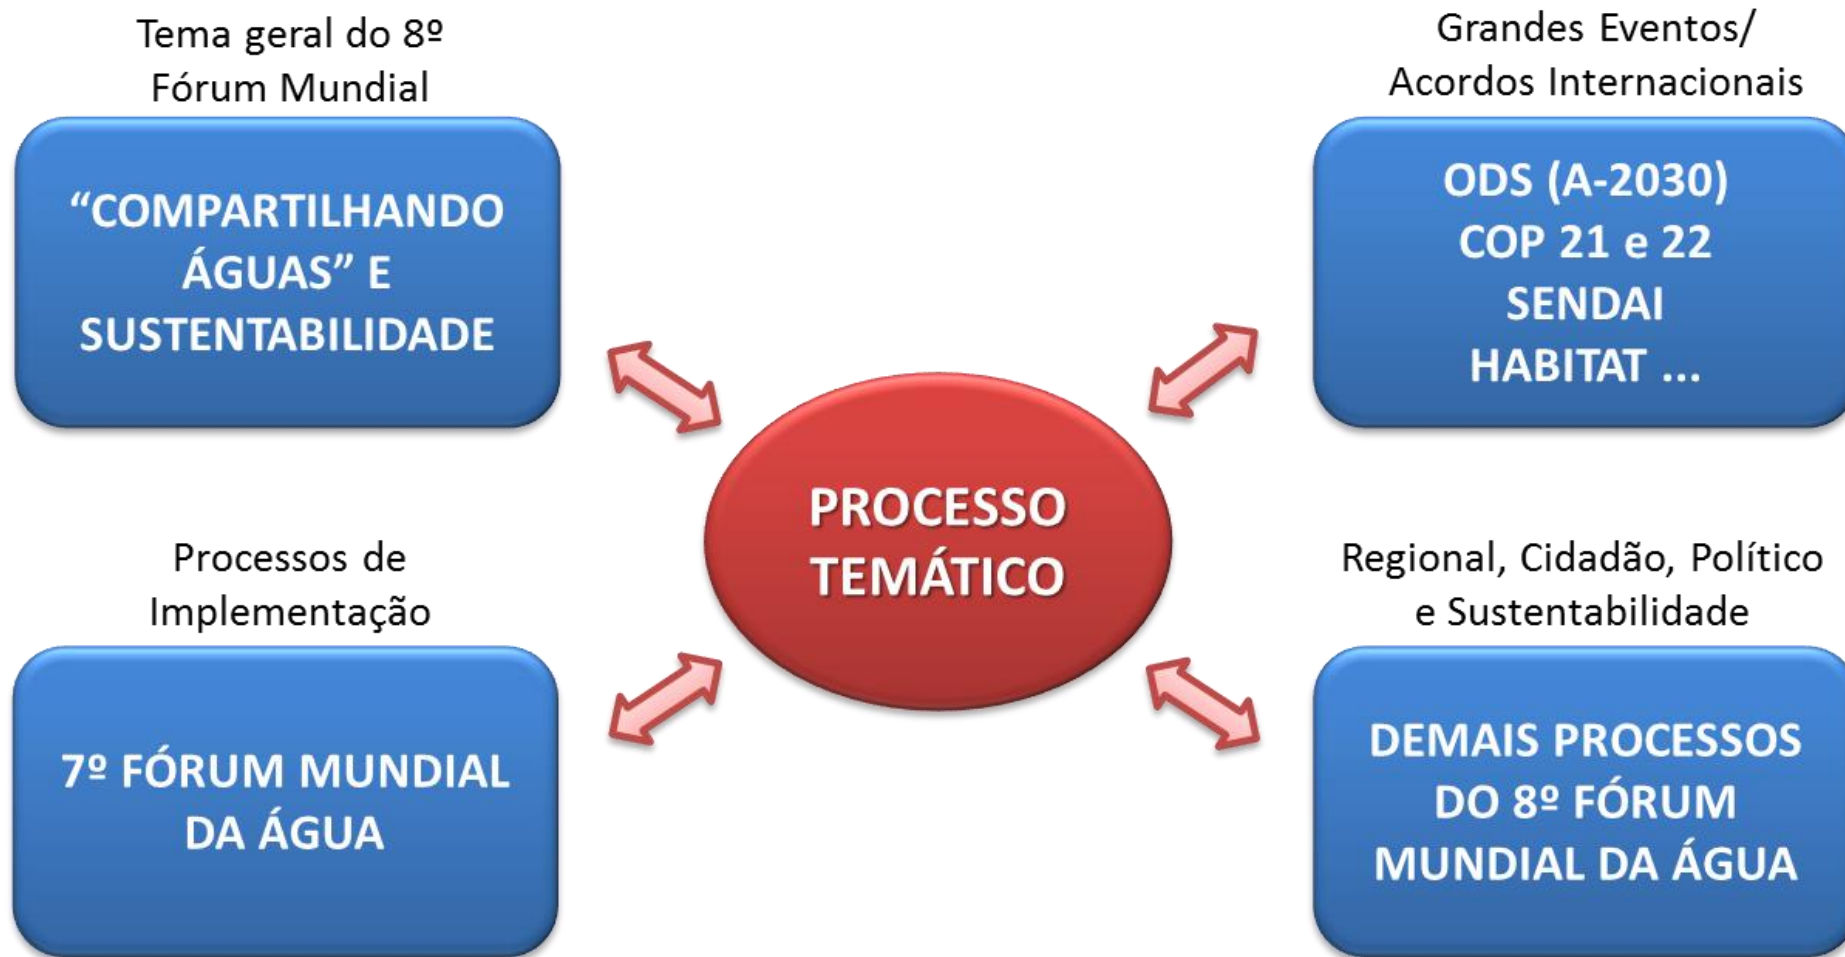 Tema geral do 8º
Fórum Mundial
“COMPARTILHANDO
ÁGUAS” E
SUSTENTABILIDADE
Grandes Eventos/
Acordos Internacionais
ODS (A-2030)
COP 21 e 22
SENDAI
HABITAT ...
PROCESSO
TEMÁTICO
Processos de
Implementação
7º FÓRUM MUNDIAL
DA ÁGUA
Regional, Cidadão, Político
e Sustentabilidade
DEMAIS PROCESSOS
DO 8º FÓRUM
MUNDIAL DA ÁGUA